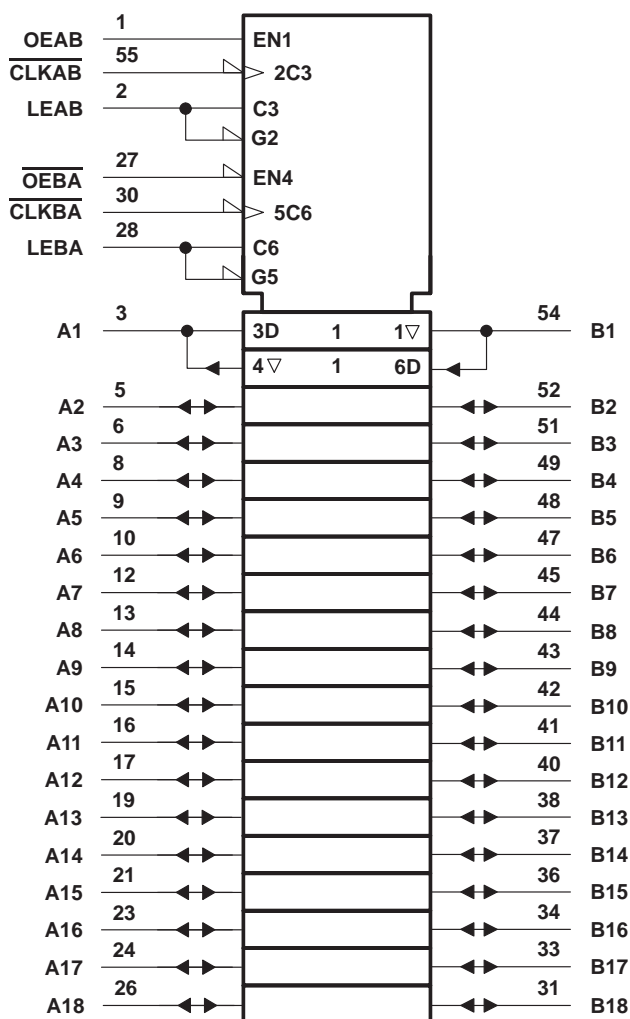 1
OEAB EN1
55
CLKAB 2C3
2
LEAB C3
G2
27
OEBA EN4
30
CLKBA 5C6
28
LEBA C6
G5
3 54
A1 3D 1 1▽ B1
4▽ 1 6D
5 52
A2 B2
6 51
A3 B3
8 49
A4 B4
9 48
A5 B5
10 47
A6 B6
12 45
A7 B7
13 44
A8 B8
14 43
A9 B9
15 42
A10 B10
16 41
A11 B11
17 40
A12 B12
19 38
A13 B13
20 37
A14 B14
21 36
A15 B15
23 34
A16 B16
24 33
A17 B17
26 31
A18 B18